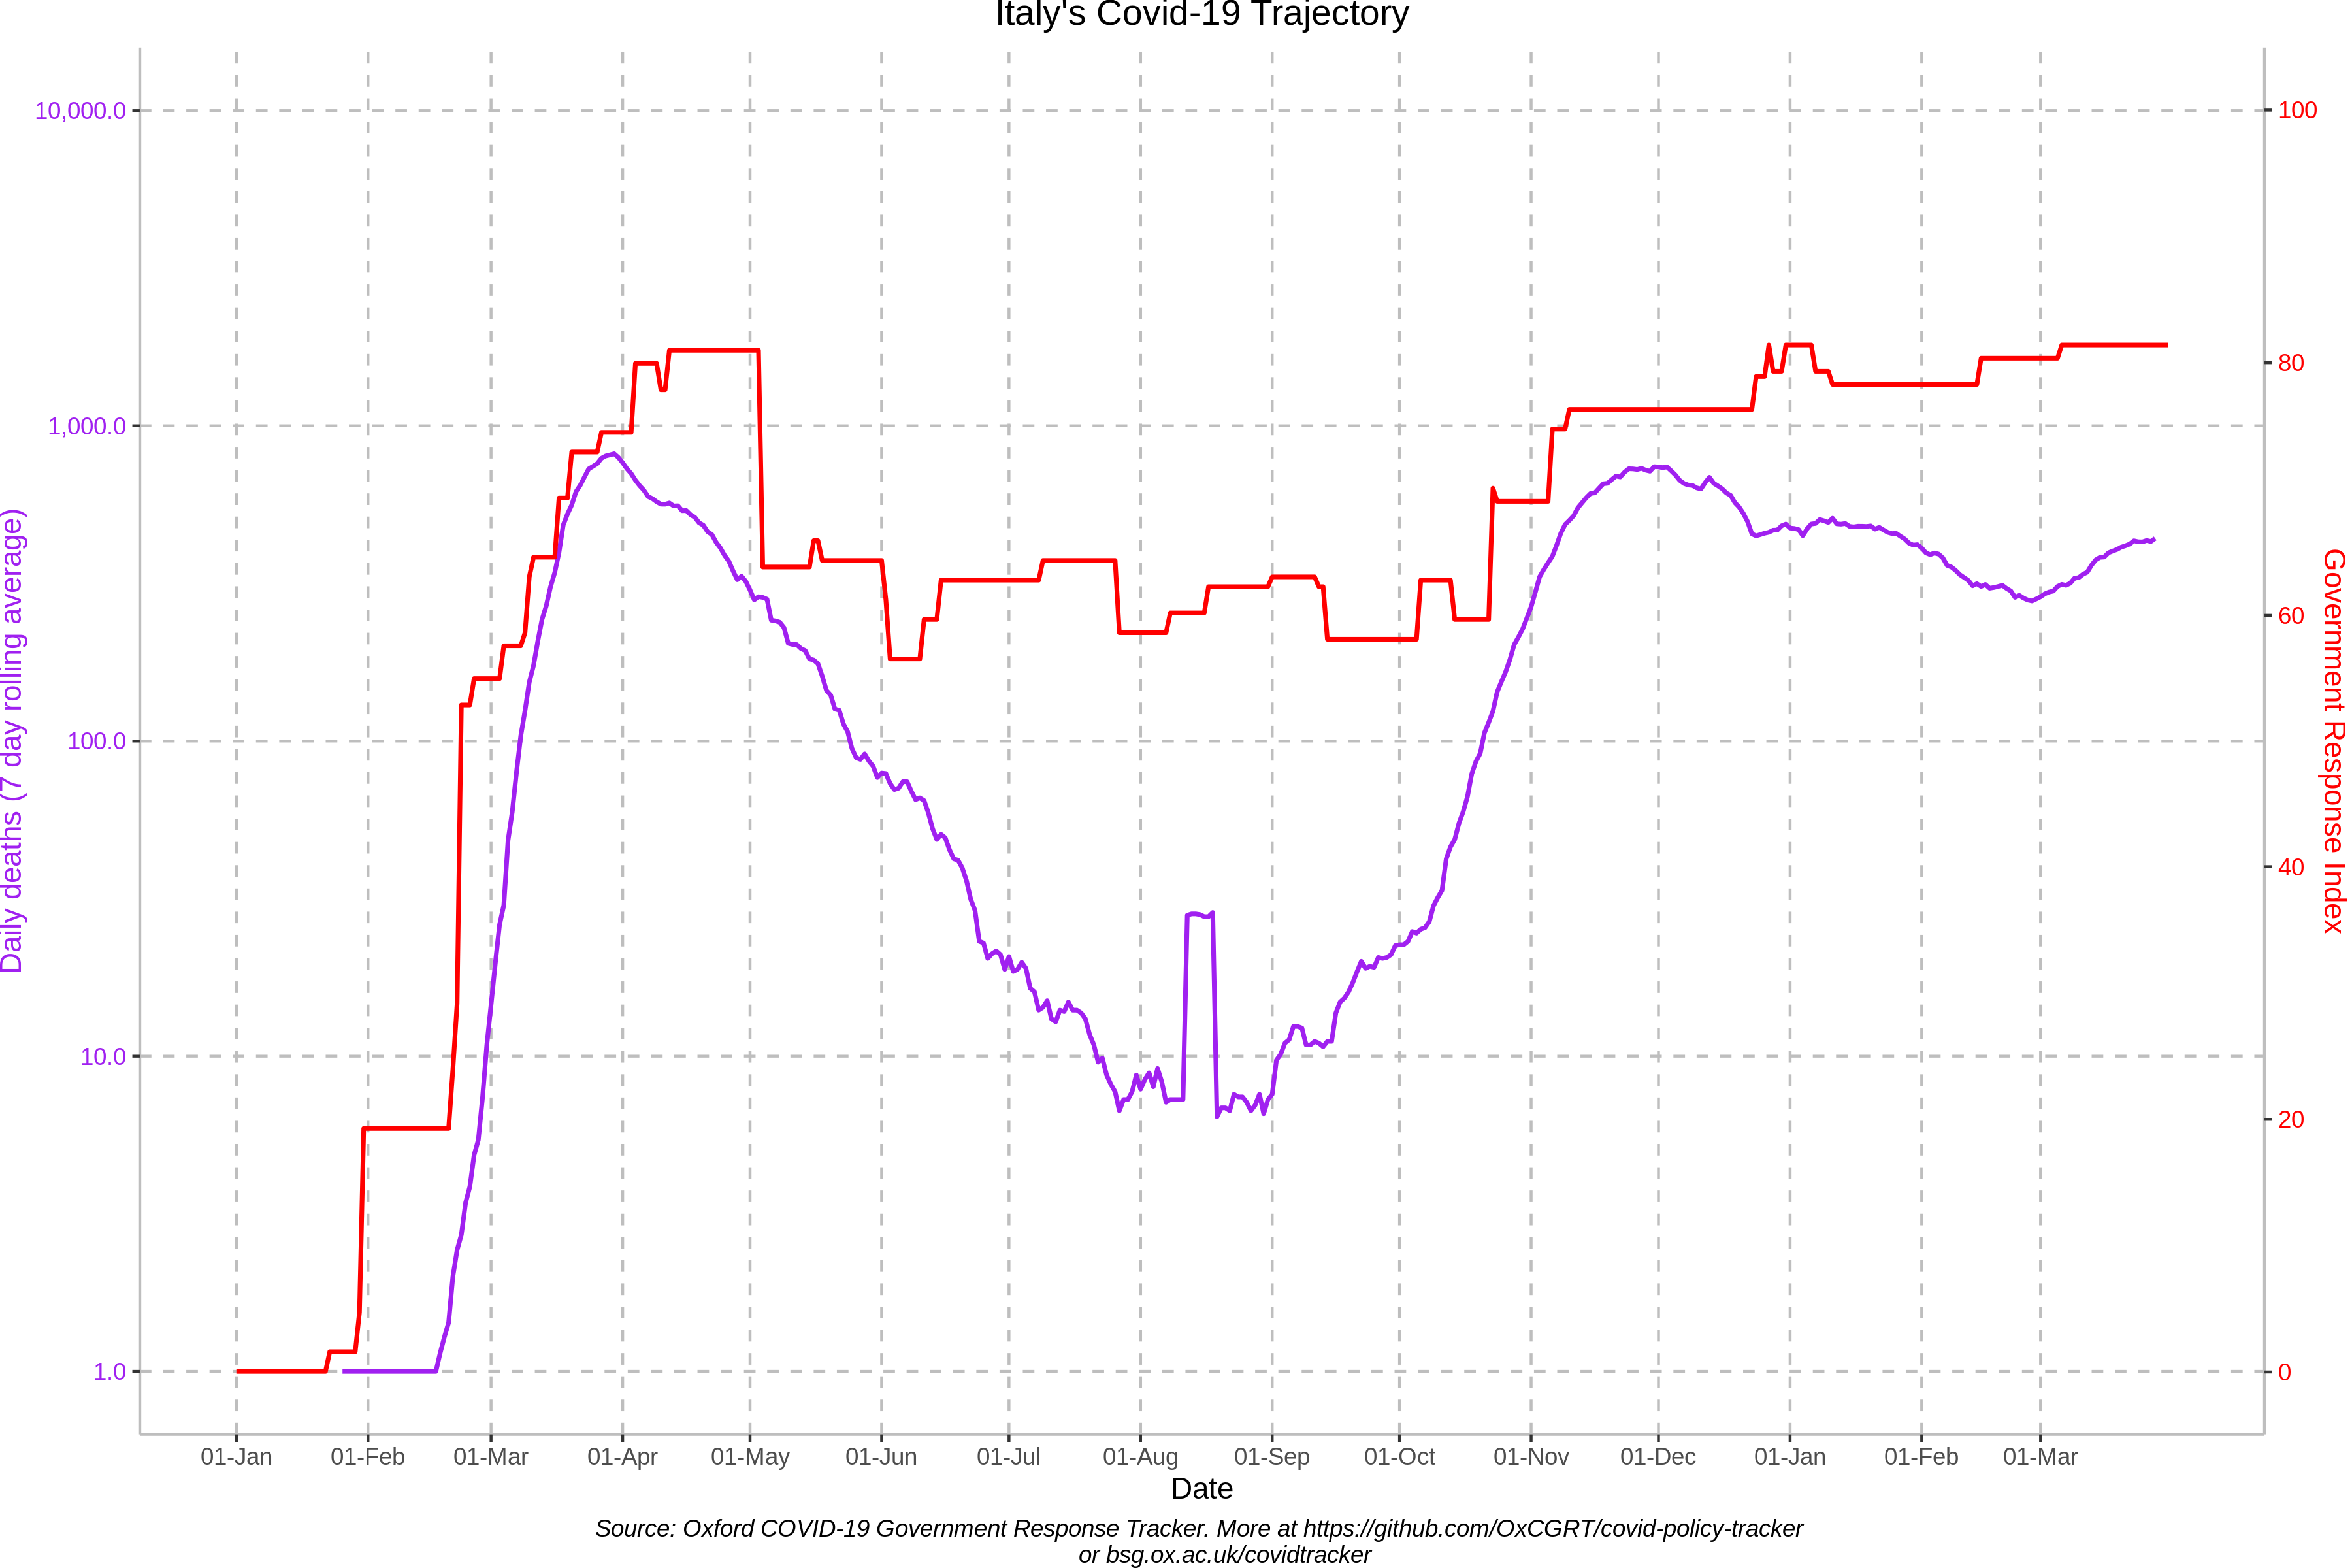 Italy's Covid-19 Trajectory
10,000.0
1,000.0
100.0
10.0
1.0
Daily deaths (7 day rolling average)
100
80
60
40
20
0
Government Response Index
01-Jan 01-Feb 01-Mar 01-Apr 01-May 01-Jun 01-Jul 01-Aug 01-Sep 01-Oct 01-Nov 01-Dec 01-Jan 01-Feb 01-Mar
Date
Source: Oxford COVID-19 Government Response Tracker. More at https://github.com/OxCGRT/covid-policy-tracker
or bsg.ox.ac.uk/covidtracker